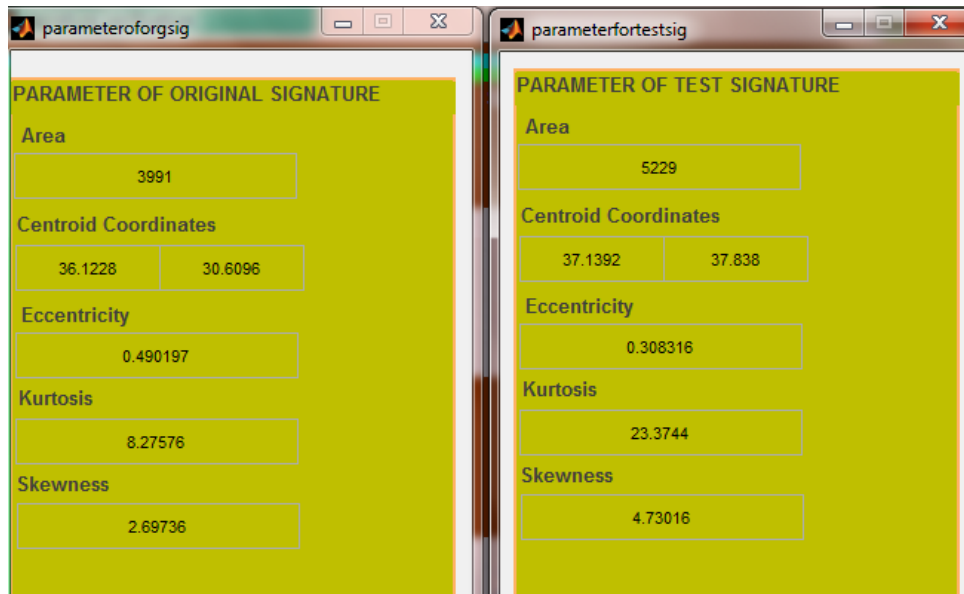 parameteroforgsig
PARAMETER OF ORIGINAL SIGNATURE
Area
3991
Centroid Coordinates
36.1228 30.6096
Eccentricity
0.490197
Kurtosis
8.27576
Skewness
2.69736
parameterfortestsig
PARAMETER OF TEST SIGNATURE
Area
5229
Centroid Coordinates
37.1392 37.838
Eccentricity
0.308316
Kurtosis
23.3744
Skewness
4.73016